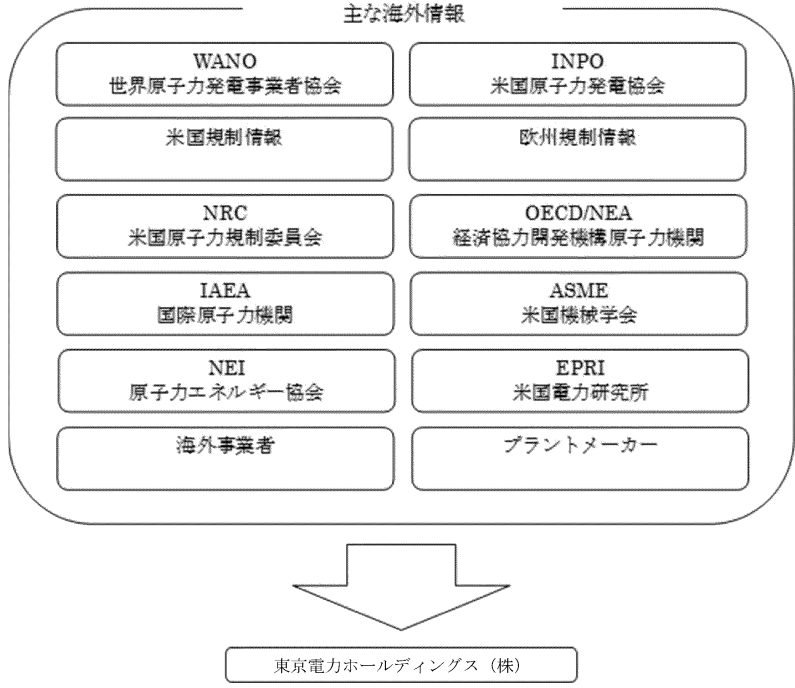 主な海外情報
WANO
世界原子力発電事業者協会
INPO
米国原子力発電協会
米国規制情報
欧州規制情報
NRC
米国原子力規制委員会
OECD/NEA
経済協力開発機構原子力機関
IAEA
国際原子力機関
ASME
米国機械学会
NEI
原子力エネルギー協会
EPRI
米国電力研究所
海外事業者
プラントメーカー
東京電力ホールディングス（株）